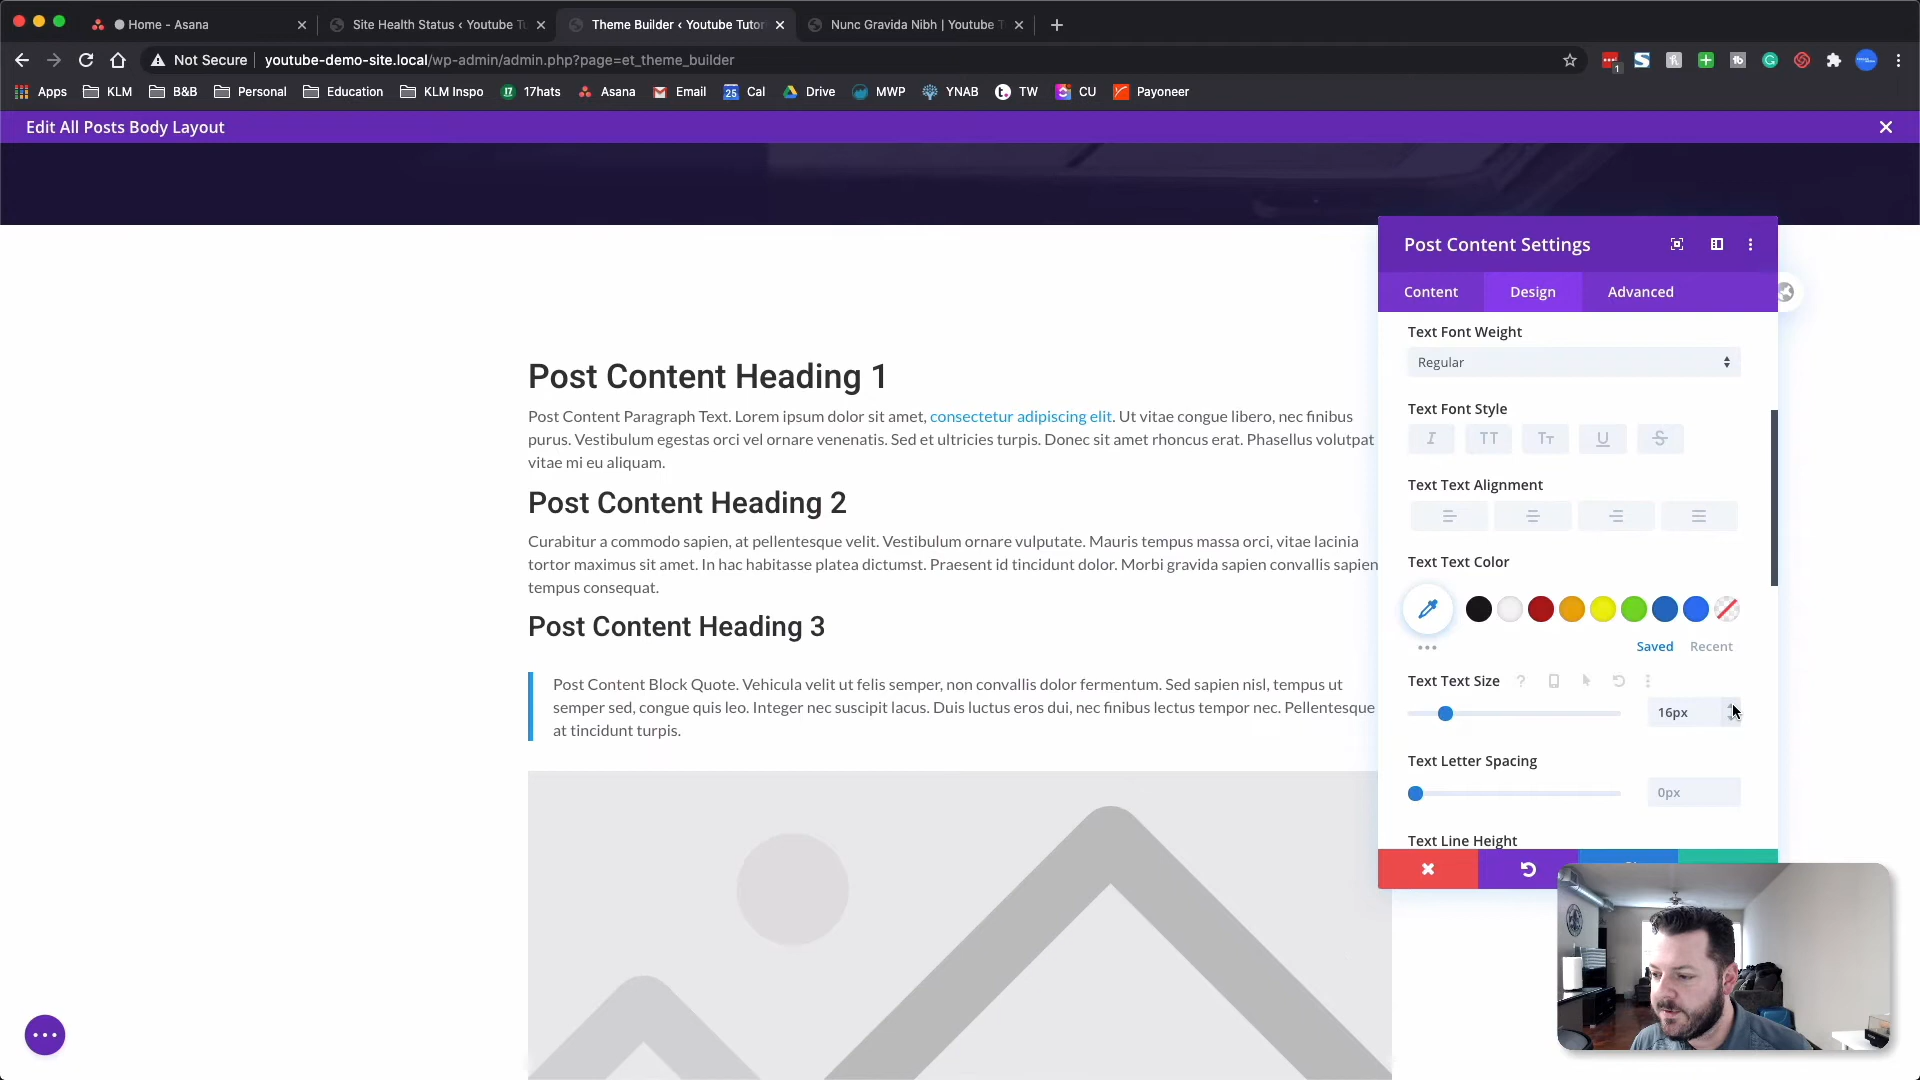 Home - Asana
Site Health Status ‹ Youtube Tu
Theme Builder ‹ Youtube Tutor
Nunc Gravida Nibh | Youtube T
Not Secure
youtube-demo-site.local/wp-admin/admin.php?page=et_theme_builder
1
Apps
KLM
B&B
Personal
Education
KLM Inspo
17 17hats
Asana
Email
25 Cal
Drive
MWP
YNAB
TW
CU
Payoneer
Edit All Posts Body Layout
Post Content Settings
Content
Design
Advanced
Text Font Weight
Regular
Text Font Style
I TT Tт U S
Text Text Alignment
Text Text Color
Saved Recent
Text Text Size ?
16px
Text Letter Spacing
0px
Text Line Height
Post Content Heading 1
Post Content Paragraph Text. Lorem ipsum dolor sit amet, consectetur adipiscing elit. Ut vitae congue libero, nec finibus
purus. Vestibulum egestas orci vel ornare venenatis. Sed et ultricies turpis. Donec sit amet rhoncus erat. Phasellus volutpat
vitae mi eu aliquam.
Post Content Heading 2
Curabitur a commodo sapien, at pellentesque velit. Vestibulum ornare vulputate. Mauris tempus massa orci, vitae lacinia
tortor maximus sit amet. In hac habitasse platea dictumst. Praesent id tincidunt dolor. Morbi gravida sapien convallis sapien
tempus consequat.
Post Content Heading 3
Post Content Block Quote. Vehicula velit ut felis semper, non convallis dolor fermentum. Sed sapien nisl, tempus ut
semper sed, congue quis leo. Integer nec suscipit lacus. Duis luctus eros dui, nec finibus lectus tempor nec. Pellentesque
at tincidunt turpis.